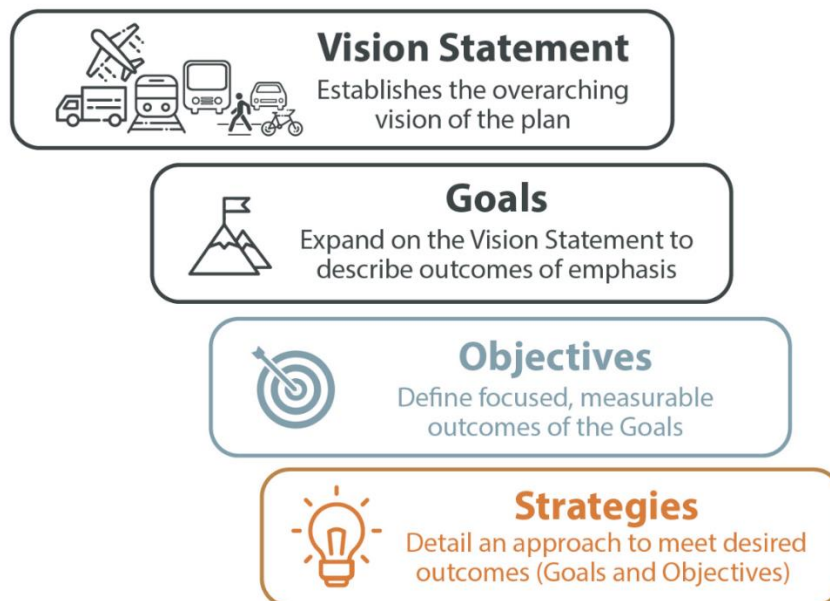 Vision Statement
Establishes the overarching
vision of the plan
Goals
Expand on the Vision Statement to
describe outcomes of emphasis
Objectives
Define focused, measurable
outcomes of the Goals
Strategies
Detail an approach to meet desired
outcomes (Goals and Objectives)